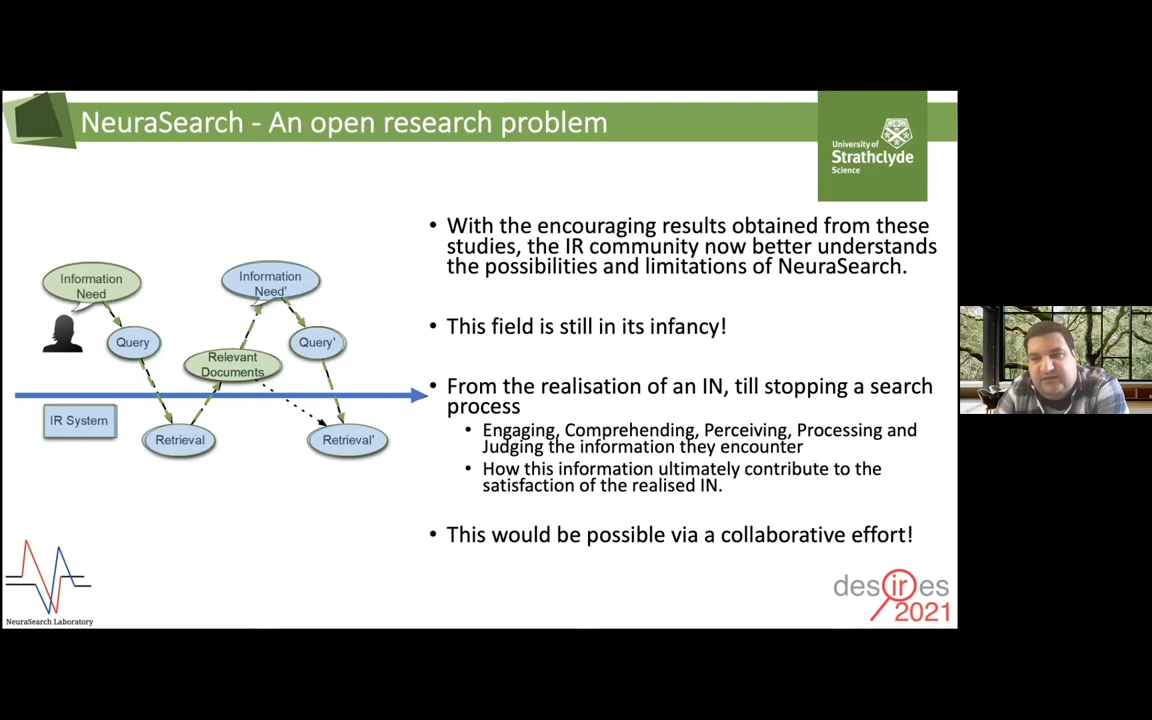 NeuraSearch - An open research problem
University of
Strathclyde
Science
Information
Need
Query
Information
Need'
Query'
Relevant
Documents
IR System
Retrieval
Retrieval'
• With the encouraging results obtained from these
studies, the IR community now better understands
the possibilities and limitations of NeuraSearch.
• This field is still in its infancy!
• From the realisation of an IN, till stopping a search
process
• Engaging, Comprehending, Perceiving, Processing and
Judging the information they encounter
• How this information ultimately contribute to the
satisfaction of the realised IN.
• This would be possible via a collaborative effort!
NeuraSearch Laboratory
desires
2021